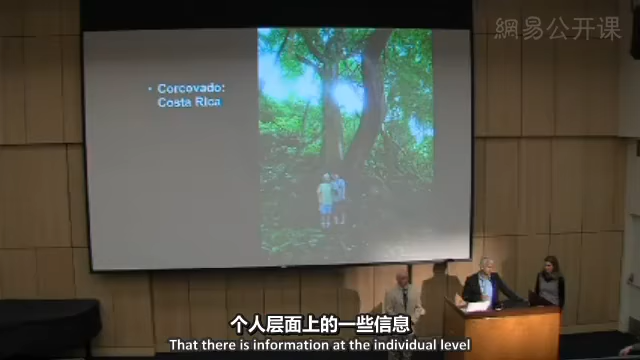 網易公开课
• Corcovado:
Costa Rica
个人层面上的一些信息
That there is information at the individual level